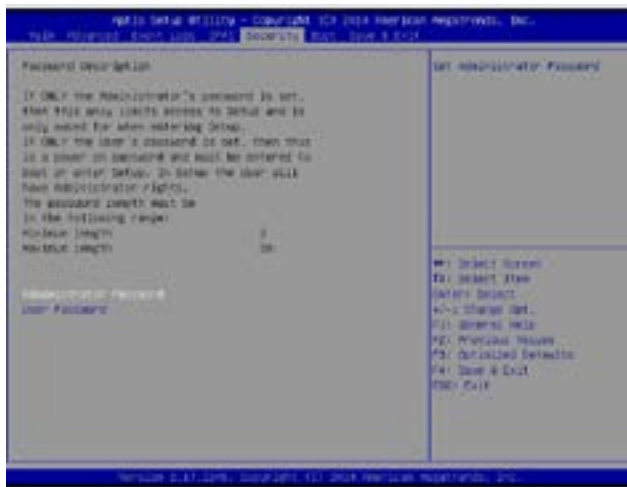 Aptio Setup Utility - Copyright (C) 2014 American Megatrends, Inc.
Main Advanced Event Logs IPMI Security Boot Save & Exit
Password Description
If ONLY the Administrator's password is set,
then this only limits access to Setup and is
only asked for when entering Setup.
If ONLY the User's password is set, then this
is a power on password and must be entered to
boot or enter Setup. In Setup the User will
have Administrator rights.
The password length must be
in the following range:
Minimum length
Maximum length
Administrator Password
User Password
Set Administrator Password
: Select Screen
: Select Item
Enter: Select
+/-: Change Opt.
F1: General Help
F2: Previous Values
F3: Optimized Defaults
F4: Save & Exit
ESC: Exit
Version Copyright (C) 2014 American Megatrends, Inc.